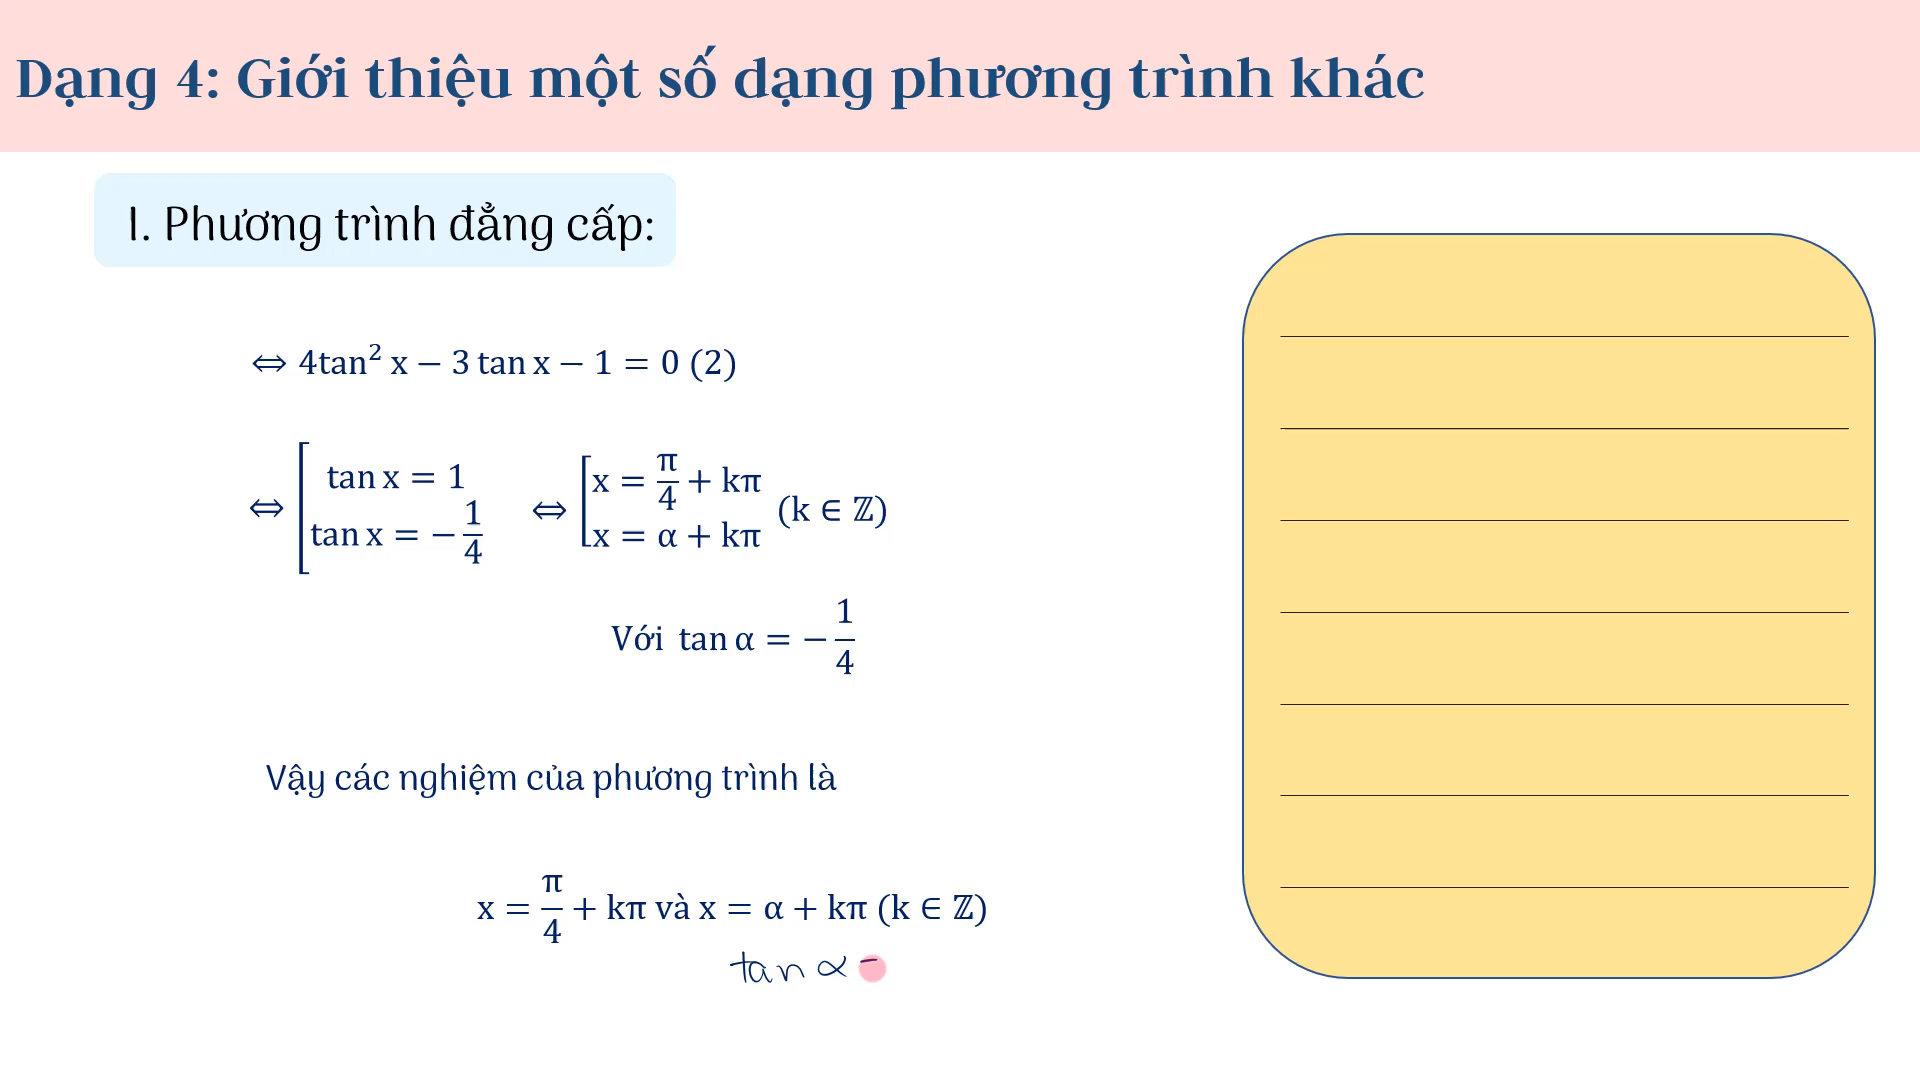 Dạng 4: Giới thiệu một số dạng phương trình khác
I. Phương trình đẳng cấp:
⇔ 4tan² x − 3 tan x − 1 = 0 (2)
⇔ [ tan x = 1
tan x = − 1/4
⇔ [ x = π/4 + kπ
x = α + kπ
(k ∈ ℤ)
Với tan α = − 1/4
Vậy các nghiệm của phương trình là
x = π/4 + kπ và x = α + kπ (k ∈ ℤ)
tan α −